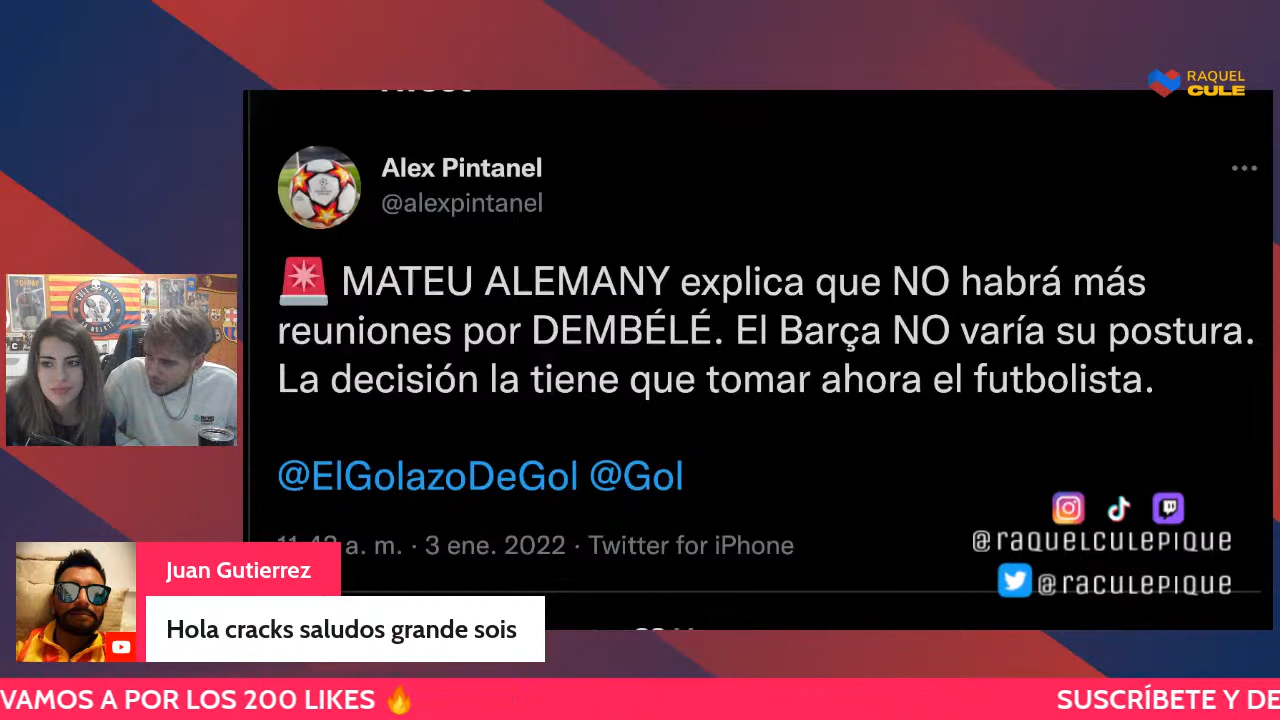 RAQUEL
CULE
Alex Pintanel
@alexpintanel
MATEU ALEMANY explica que NO habrá más
reuniones por DEMBÉLÉ. El Barça NO varía su postura.
La decisión la tiene que tomar ahora el futbolista.
@ElGolazoDeGol @Gol
a. m. · 3 ene. 2022 · Twitter for iPhone
@raquelculepique
@raculepique
Juan Gutierrez
Hola cracks saludos grande sois
VAMOS A POR LOS 200 LIKES 🔥 SUSCRÍBETE Y DE